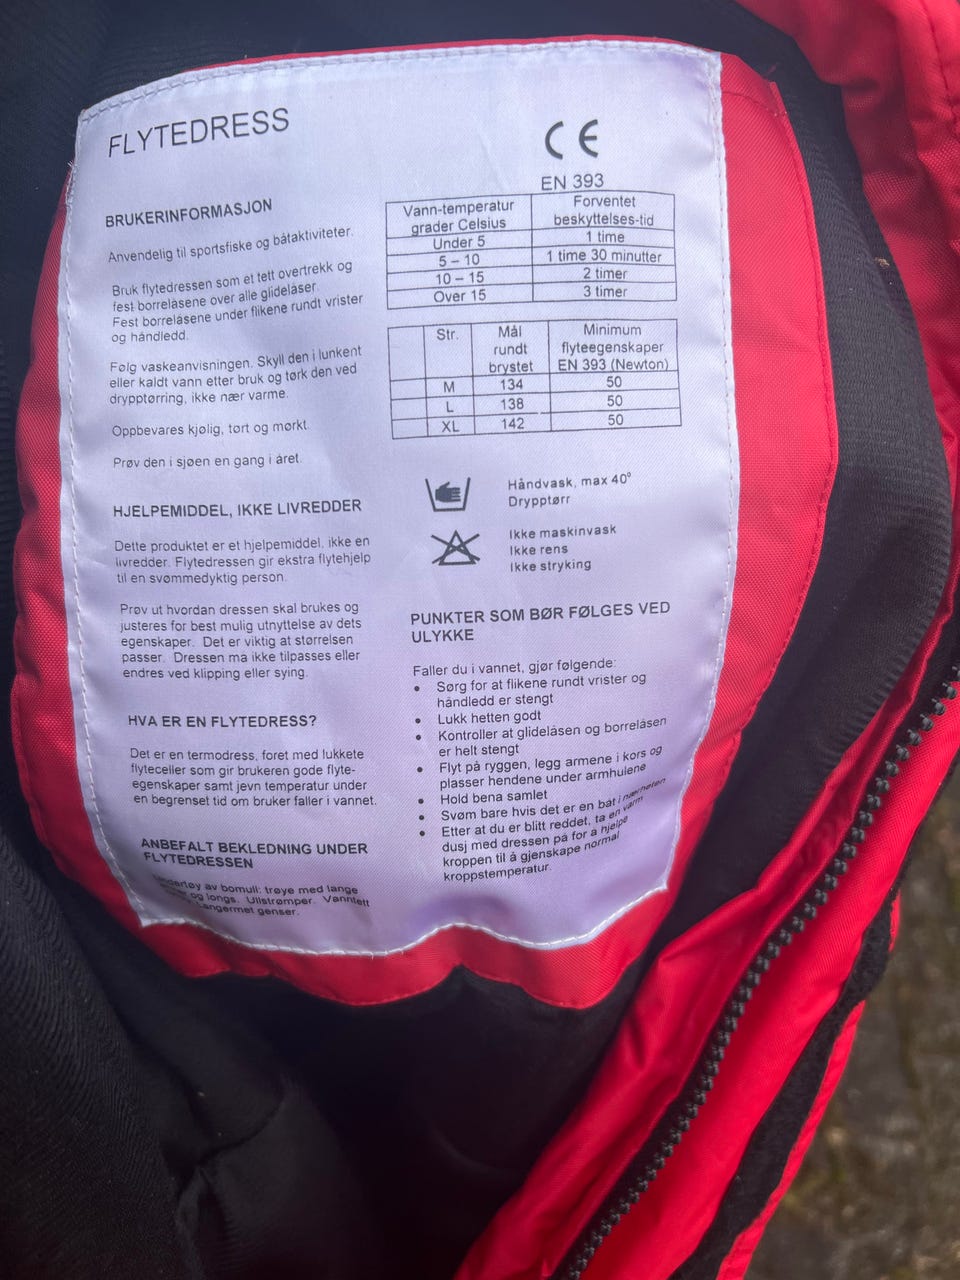 FLYTEDRESS
CE
EN 393
BRUKERINFORMASJON
Anvendelig til sportsfiske og båtaktiviteter.
Bruk flytedressen som et tett overtrekk og
fest borrelåsene over alle glidelåser.
Fest borrelåsene under flikene rundt vrister
og håndledd.
Følg vaskeanvisningen. Skyll den i lunkent
eller kaldt vann etter bruk og tørk den ved
drypptørring, ikke nær varme.
Oppbevares kjølig, tørt og mørkt.
Prøv den i sjøen en gang i året.
HJELPEMIDDEL, IKKE LIVREDDER
Dette produktet er et hjelpemiddel, ikke en
livredder. Flytedressen gir ekstra flytehjelp
til en svømmedyktig person.
Prøv ut hvordan dressen skal brukes og
justeres for best mulig utnyttelse av dets
egenskaper. Det er viktig at størrelsen
passer. Dressen må ikke tilpasses eller
endres ved klipping eller sying.
HVA ER EN FLYTEDRESS?
Det er en termodress, foret med lukkete
flyteceller som gir brukeren gode flyte-
egenskaper samt jevn temperatur under
en begrenset tid om bruker faller i vannet.
ANBEFALT BEKLEDNING UNDER
FLYTEDRESSEN
av bomull: trøye med lange
og longs. Ullstrømper. Vanntett
Langermet genser.
Vann-temperatur grader Celsius Forventet beskyttelses-tid
Under 5 1 time
5 – 10 1 time 30 minutter
10 – 15 2 timer
Over 15 3 timer
Str. Mål rundt brystet Minimum flyteegenskaper EN 393 (Newton)
M 134 50
L 138 50
XL 142 50
Håndvask, max 40°
Drypptørr
Ikke maskinvask
Ikke rens
Ikke stryking
PUNKTER SOM BØR FØLGES VED
ULYKKE
Faller du i vannet, gjør følgende:
• Sørg for at flikene rundt vrister og
håndledd er stengt
• Lukk hetten godt
• Kontroller at glidelåsen og borrelåsen
er helt stengt
• Flyt på ryggen, legg armene i kors og
plasser hendene under armhulene
• Hold bena samlet
• Svøm bare hvis det er en båt i nærheten
• Etter at du er blitt reddet, ta en varm
dusj med dressen på for å hjelpe
kroppen til å gjenskape normal
kroppstemperatur.